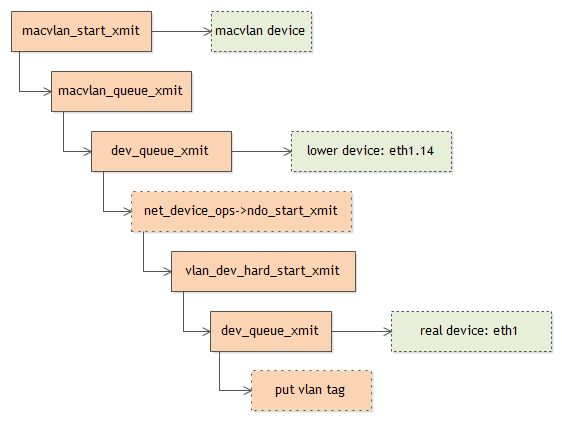 macvlan_start_xmit
macvlan device
macvlan_queue_xmit
dev_queue_xmit
lower device: eth1.14
net_device_ops->ndo_start_xmit
vlan_dev_hard_start_xmit
dev_queue_xmit
real device: eth1
put vlan tag